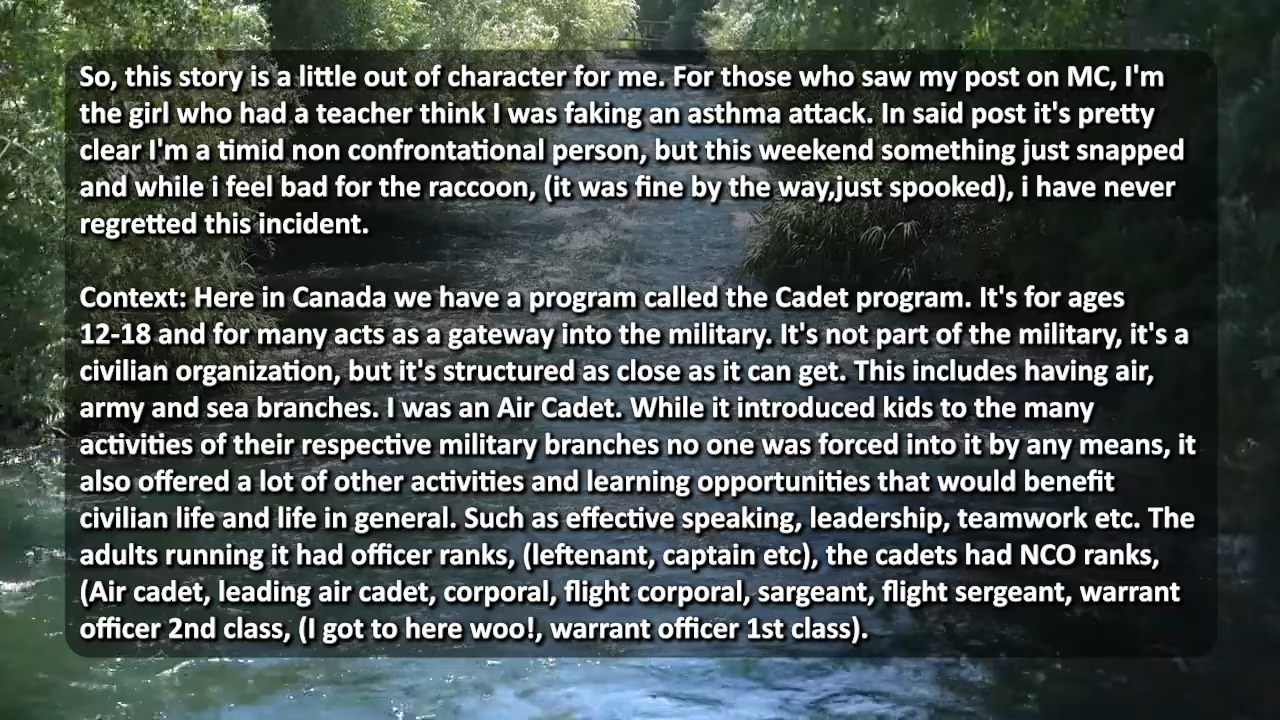 So, this story is a little out of character for me. For those who saw my post on MC, I'm
the girl who had a teacher think I was faking an asthma attack. In said post it's pretty
clear I'm a timid non confrontational person, but this weekend something just snapped
and while i feel bad for the raccoon, (it was fine by the way,just spooked), i have never
regretted this incident.
Context: Here in Canada we have a program called the Cadet program. It's for ages
12-18 and for many acts as a gateway into the military. It's not part of the military, it's a
civilian organization, but it's structured as close as it can get. This includes having air,
army and sea branches. I was an Air Cadet. While it introduced kids to the many
activities of their respective military branches no one was forced into it by any means, it
also offered a lot of other activities and learning opportunities that would benefit
civilian life and life in general. Such as effective speaking, leadership, teamwork etc. The
adults running it had officer ranks, (leftenant, captain etc), the cadets had NCO ranks,
(Air cadet, leading air cadet, corporal, flight corporal, sargeant, flight sergeant, warrant
officer 2nd class, (I got to here woo!, warrant officer 1st class).